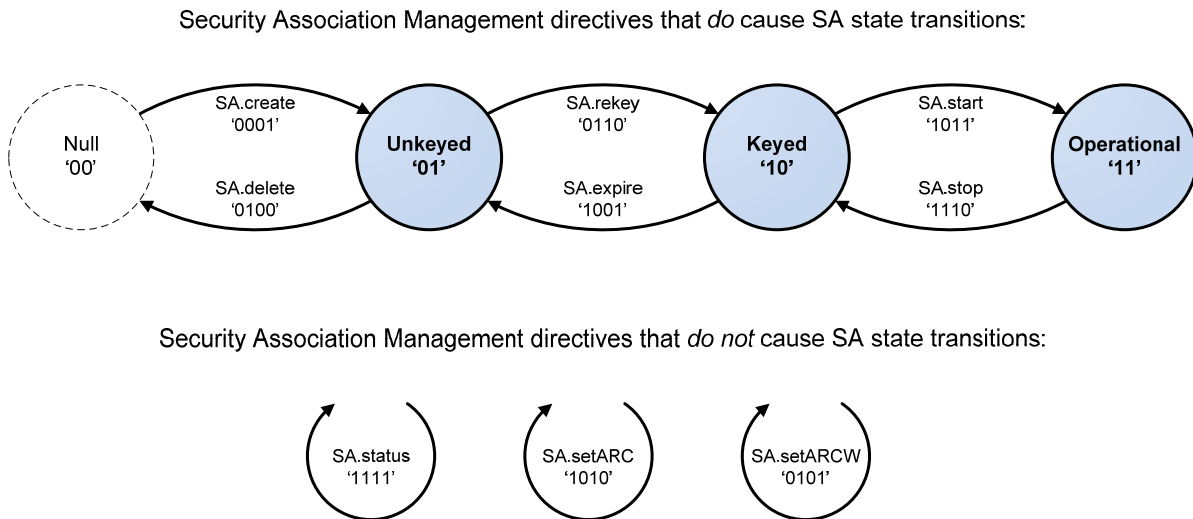 Security Association Management directives that do cause SA state transitions:
Null
‘00’
SA.create
‘0001’
SA.delete
‘0100’
Unkeyed
‘01’
SA.rekey
‘0110’
SA.expire
‘1001’
Keyed
‘10’
SA.start
‘1011’
SA.stop
‘1110’
Operational
‘11’
Security Association Management directives that do not cause SA state transitions:
SA.status
‘1111’
SA.setARC
‘1010’
SA.setARCW
‘0101’